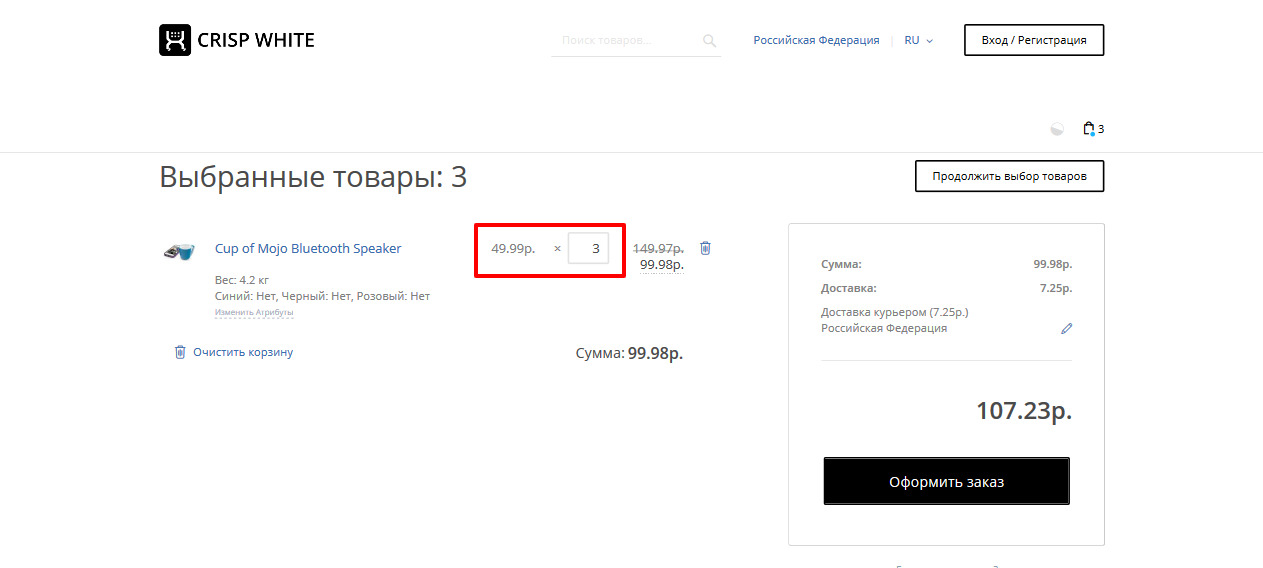 CRISP WHITE
Поиск товаров...
Российская Федерация
RU
Вход / Регистрация
3
Выбранные товары: 3
Продолжить выбор товаров
Cup of Mojo Bluetooth Speaker
49.99р. × 3
149.97р.
99.98р.
Вес: 4.2 кг
Синий: Нет, Черный: Нет, Розовый: Нет
Изменить Атрибуты
Очистить корзину
Сумма: 99.98р.
Сумма: 99.98р.
Доставка: 7.25р.
Доставка курьером (7.25р.)
Российская Федерация
107.23р.
Оформить заказ